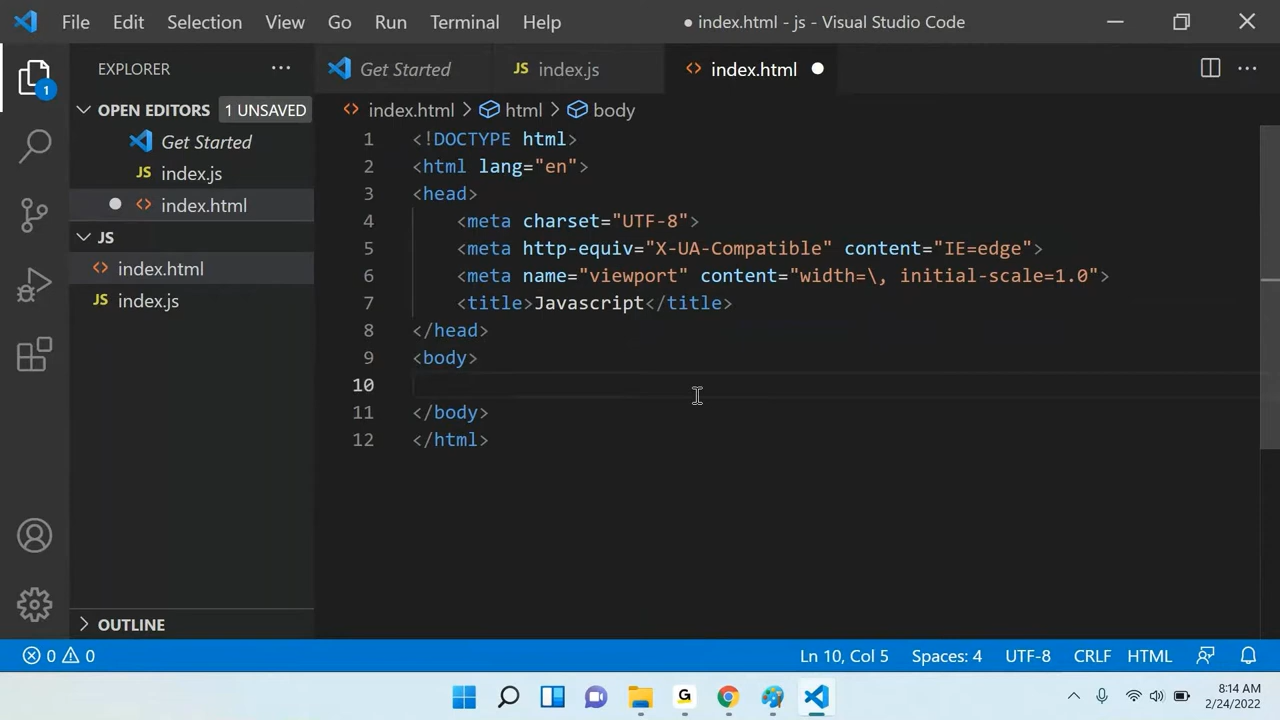 File Edit Selection View Go Run Terminal Help ● index.html - js - Visual Studio Code
EXPLORER ···
Get Started JS index.js <> index.html ●
1
OPEN EDITORS 1 UNSAVED
<> index.html > html > body
Get Started
JS index.js
● <> index.html
JS
<> index.html
JS index.js
1 <!DOCTYPE html>
2 <html lang="en">
3 <head>
4 <meta charset="UTF-8">
5 <meta http-equiv="X-UA-Compatible" content="IE=edge">
6 <meta name="viewport" content="width=\, initial-scale=1.0">
7 <title>Javascript</title>
8 </head>
9 <body>
10
11 </body>
12 </html>
OUTLINE
0 0 Ln 10, Col 5 Spaces: 4 UTF-8 CRLF HTML
G
8:14 AM
2/24/2022